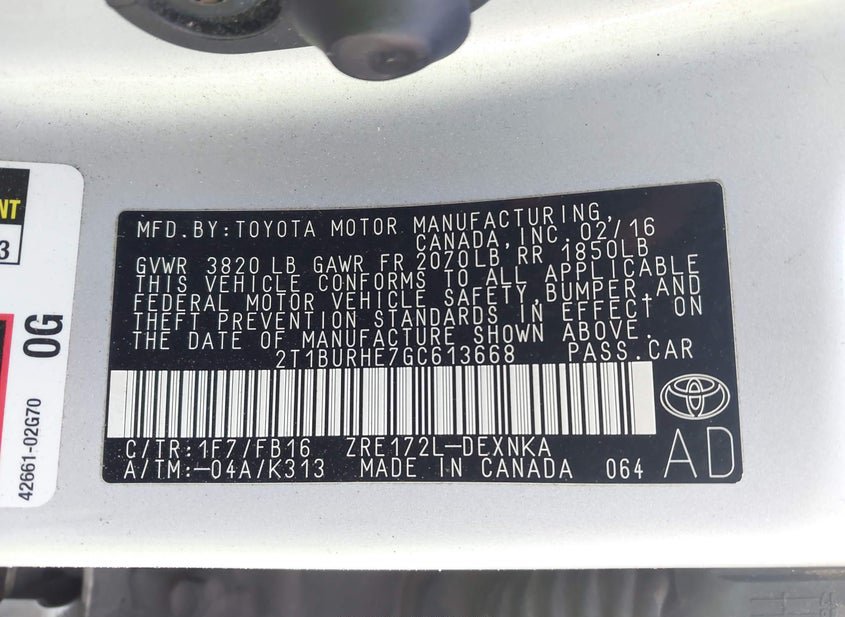 NT
3
0G
42661-02G70
MFD.BY:TOYOTA MOTOR MANUFACTURING,
CANADA,INC. 02/16
GVWR 3820 LB GAWR FR 2070LB RR 1850LB
THIS VEHICLE CONFORMS TO ALL APPLICABLE
FEDERAL MOTOR VEHICLE SAFETY,BUMPER,AND
THEFT PREVENTION STANDARDS IN EFFECT ON
THE DATE OF MANUFACTURE SHOWN ABOVE.
2T1BURHE7GC613668 PASS.CAR
C/TR:1F7/FB16 ZRE172L-DEXNKA
A/TM:-04A/K313 MADE IN CANADA 064
AD